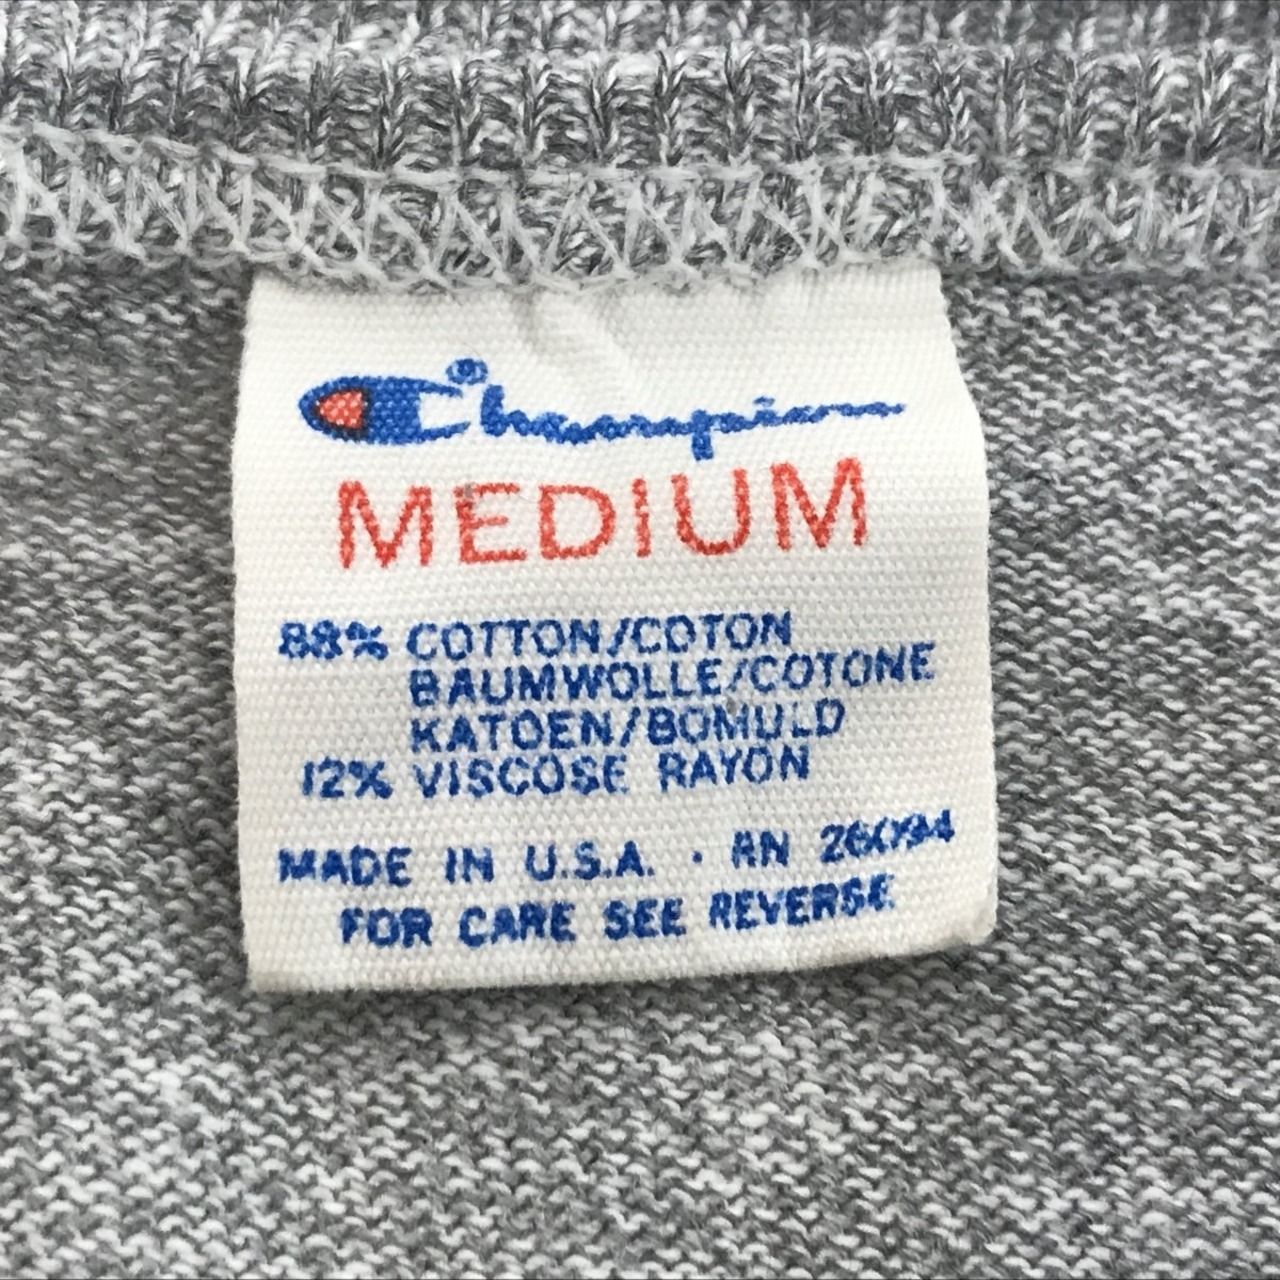 Champion
MEDIUM
88% COTTON/COTON
BAUMWOLLE/COTONE
KATOEN/BOMULD
12% VISCOSE RAYON
MADE IN U.S.A. · RN 26094
FOR CARE SEE REVERSE